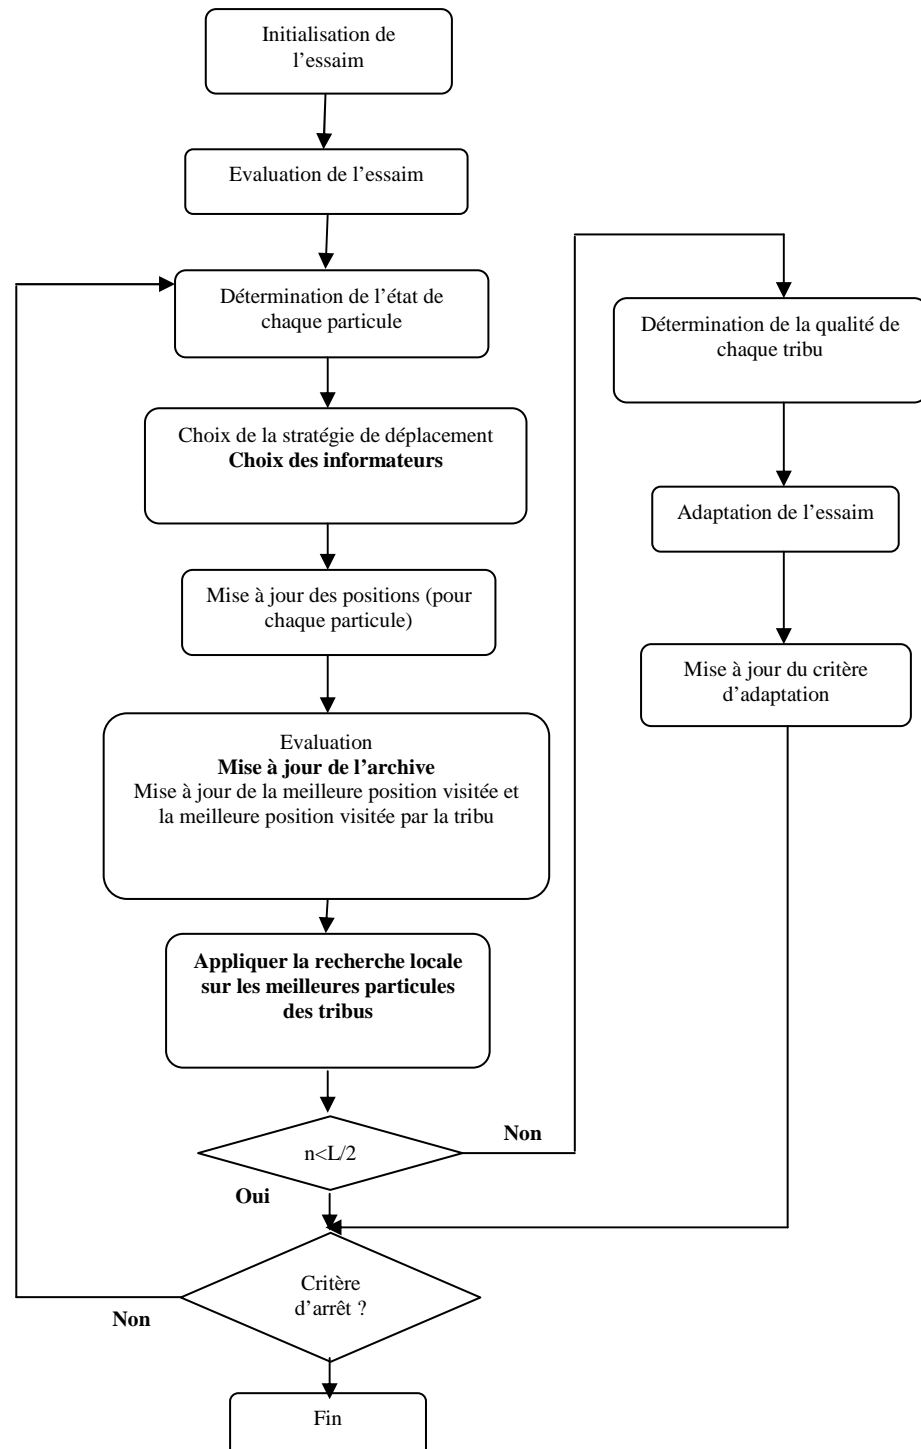 Initialisation de
l’essaim
Evaluation de l’essaim
Détermination de l’état de
chaque particule
Choix de la stratégie de déplacement
Choix des informateurs
Mise à jour des positions (pour
chaque particule)
Evaluation
Mise à jour de l’archive
Mise à jour de la meilleure position visitée et
la meilleure position visitée par la tribu
Appliquer la recherche locale
sur les meilleures particules
des tribus
n<L/2
Non
Oui
Détermination de la qualité de
chaque tribu
Adaptation de l’essaim
Mise à jour du critère
d’adaptation
Critère
d’arrêt ?
Non
Fin